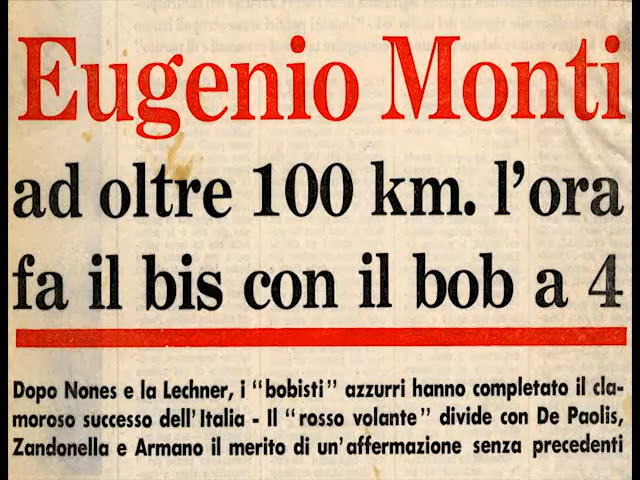 Eugenio Monti
ad oltre 100 km. l'ora
fa il bis con il bob a 4
Dopo Nones e la Lechner, i "bobisti" azzurri hanno completato il cla-
moroso successo dell'Italia - Il "rosso volante" divide con De Paolis,
Zandonella e Armano il merito di un'affermazione senza precedenti